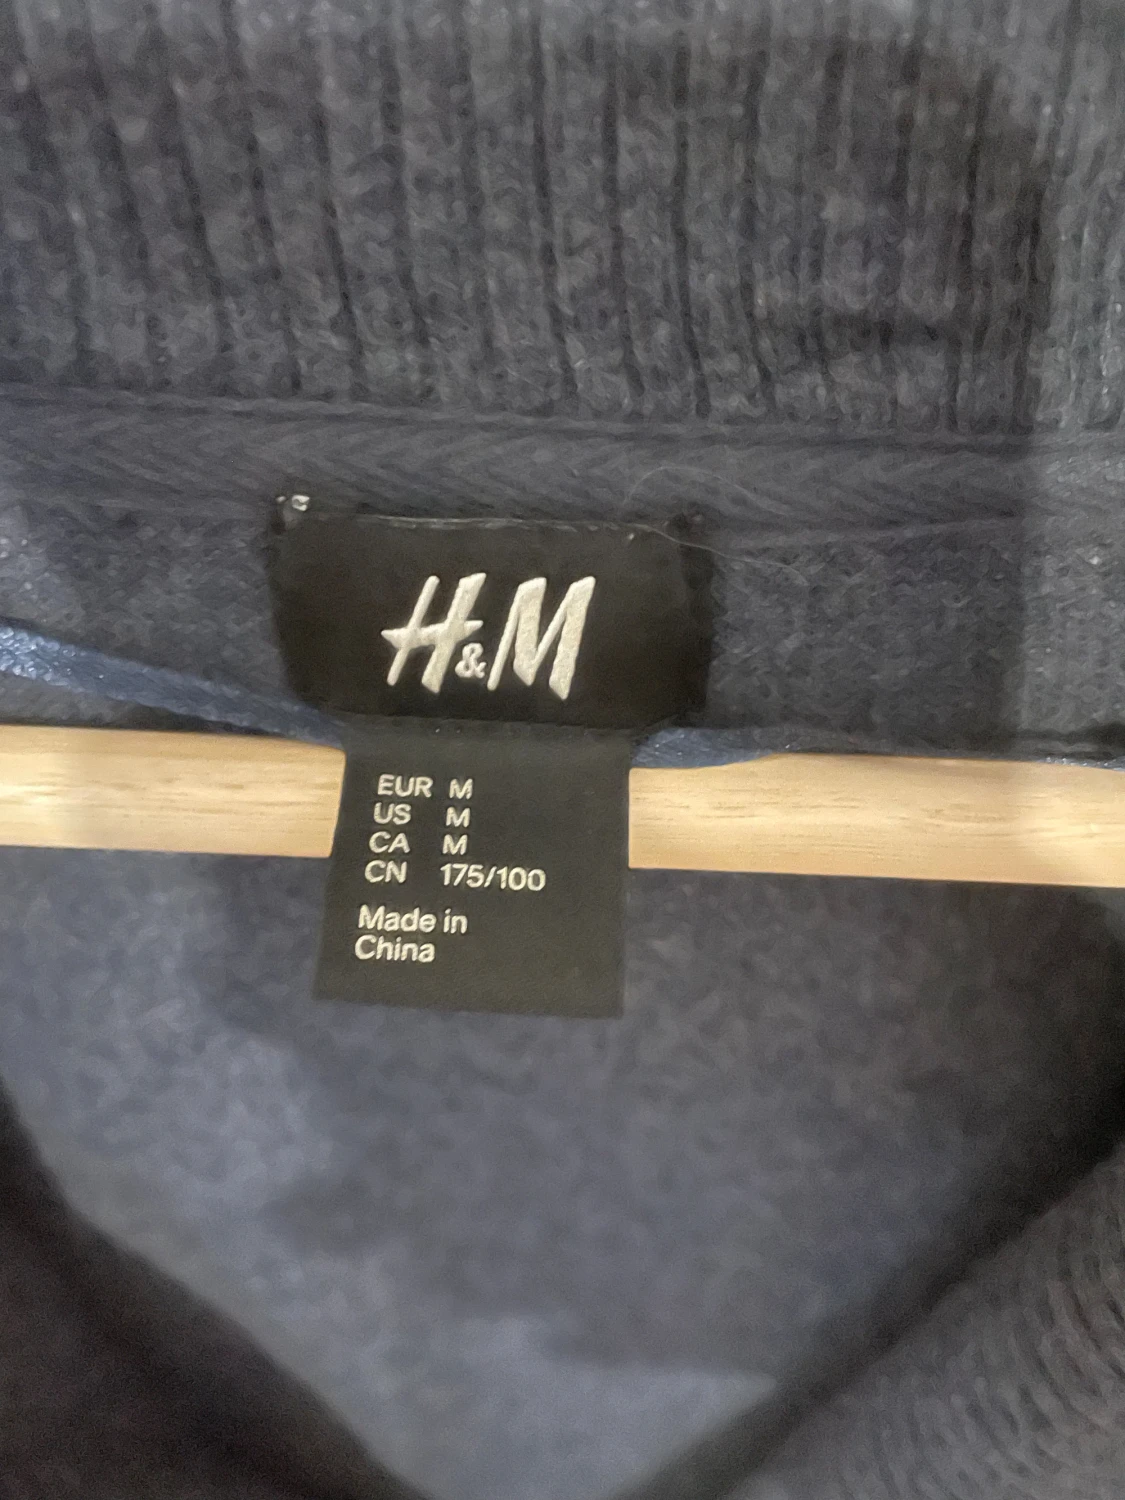 H&M
EUR M
US M
CA M
CN 175/100
Made in
China